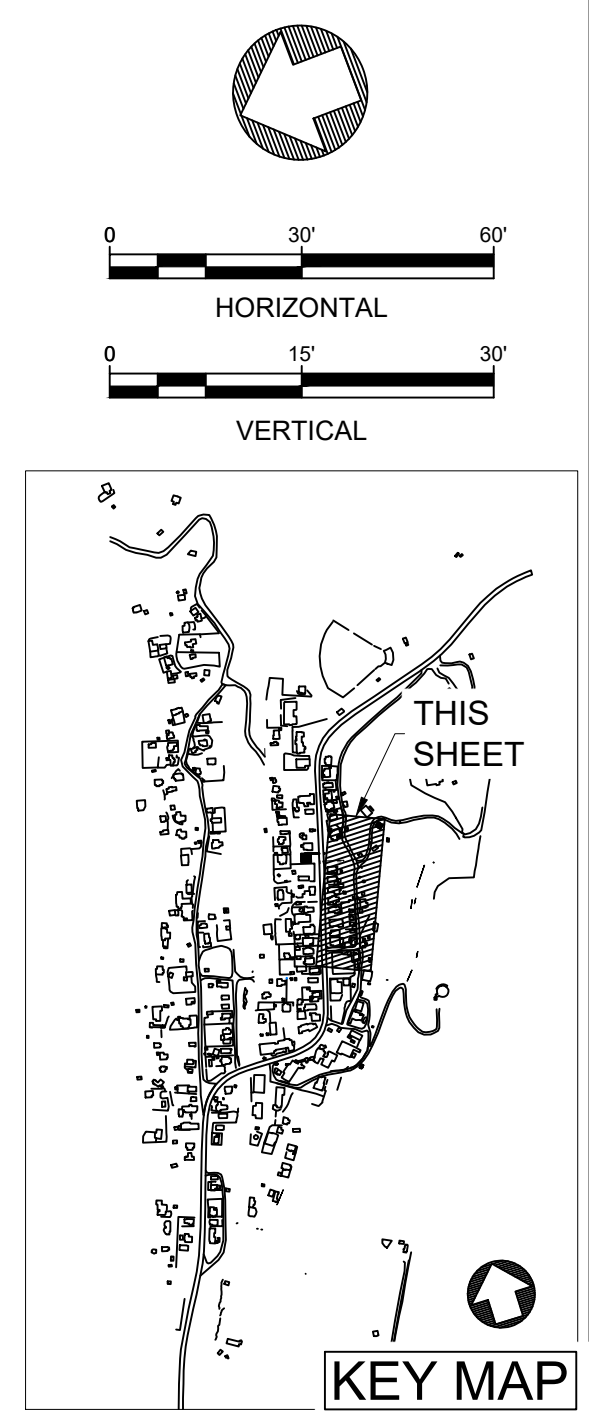 0 30' 60'
HORIZONTAL
0 15' 30'
VERTICAL
THIS
SHEET
KEY MAP